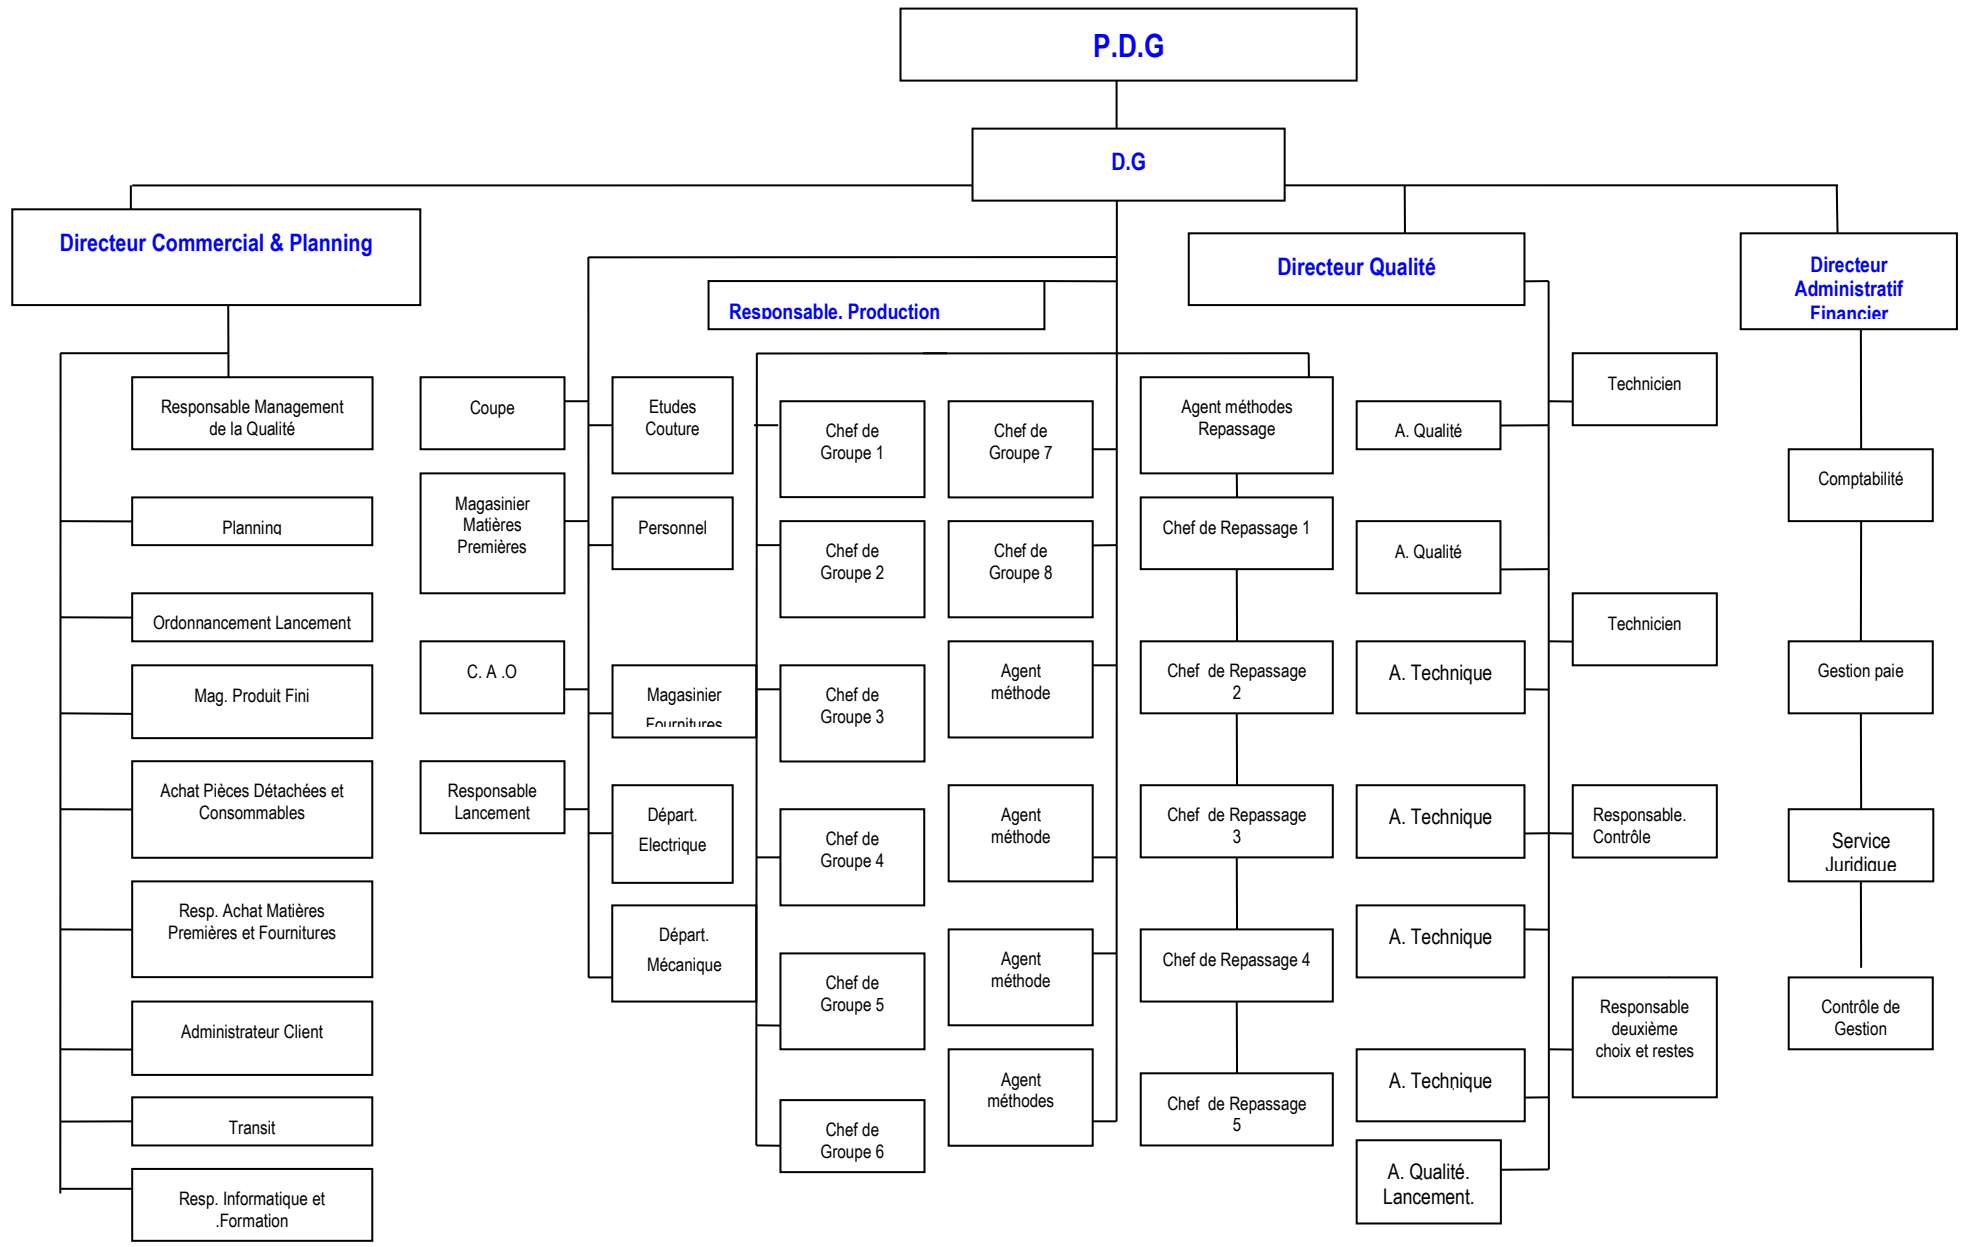 P.D.G
D.G
Directeur Commercial & Planning
Responsable Management
de la Qualité
Planning
Ordonnancement Lancement
Mag. Produit Fini
Achat Pièces Détachées et
Consommables
Resp. Achat Matières
Premières et Fournitures
Administrateur Client
Transit
Resp. Informatique et
.Formation
Coupe
Magasinier
Matières
Premières
C. A .O
Responsable
Lancement
Etudes
Couture
Personnel
Magasinier
Fournitures
Départ.
Electrique
Départ.
Mécanique
Responsable. Production
Chef de
Groupe 1
Chef de
Groupe 2
Chef de
Groupe 3
Chef de
Groupe 4
Chef de
Groupe 5
Chef de
Groupe 6
Chef de
Groupe 7
Chef de
Groupe 8
Agent
méthode
Agent
méthode
Agent
méthode
Agent
méthodes
Agent méthodes
Repassage
Chef de Repassage 1
Chef de Repassage
2
Chef de Repassage
3
Chef de Repassage 4
Chef de Repassage
5
Directeur Qualité
A. Qualité
A. Qualité
A. Technique
A. Technique
A. Technique
A. Technique
A. Qualité.
Lancement.
Technicien
Technicien
Responsable.
Contrôle
Responsable
deuxième
choix et restes
Directeur
Administratif
Financier
Comptabilité
Gestion paie
Service
Juridique
Contrôle de
Gestion